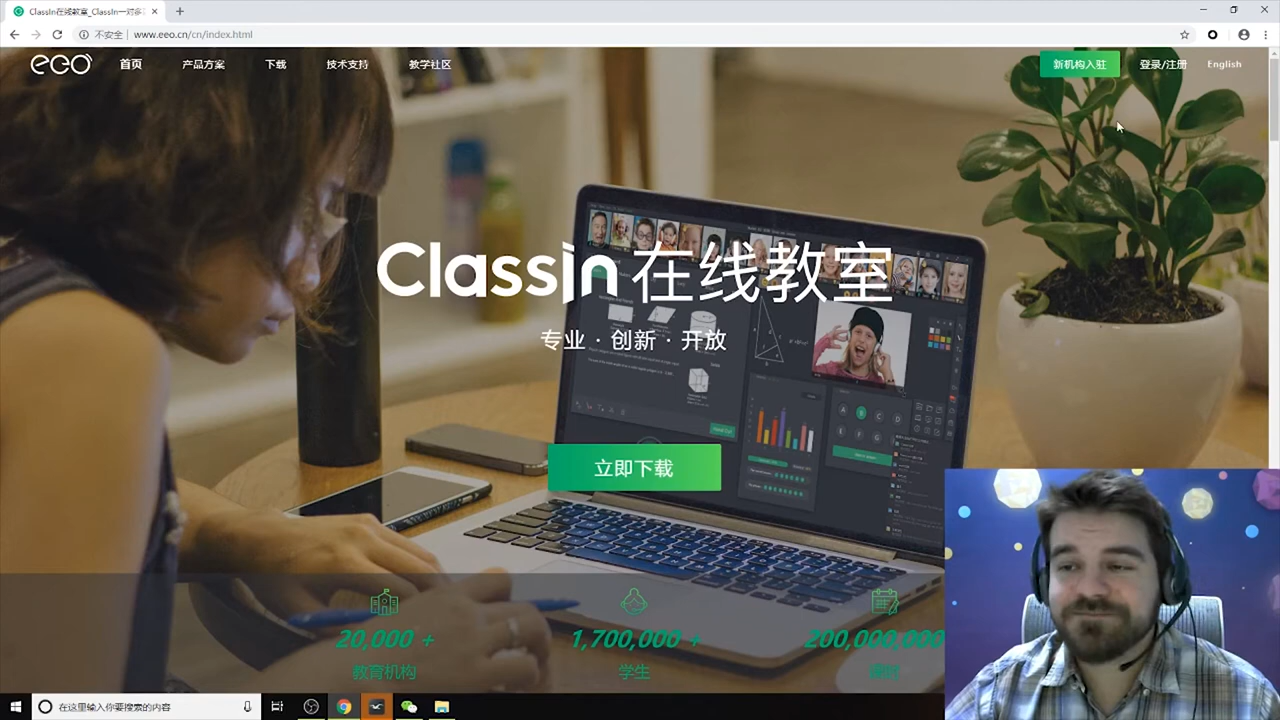 ClassIn在线教室_ClassIn一对多
不安全 | www.eeo.cn/cn/index.html
eeo 首页 产品方案 下载 技术支持 教学社区 新机构入驻 登录/注册 English
ClassIn 在线教室
专业 · 创新 · 开放
立即下载
20,000 + 1,700,000 + 200,000,000
教育机构 学生
在这里输入你要搜索的内容